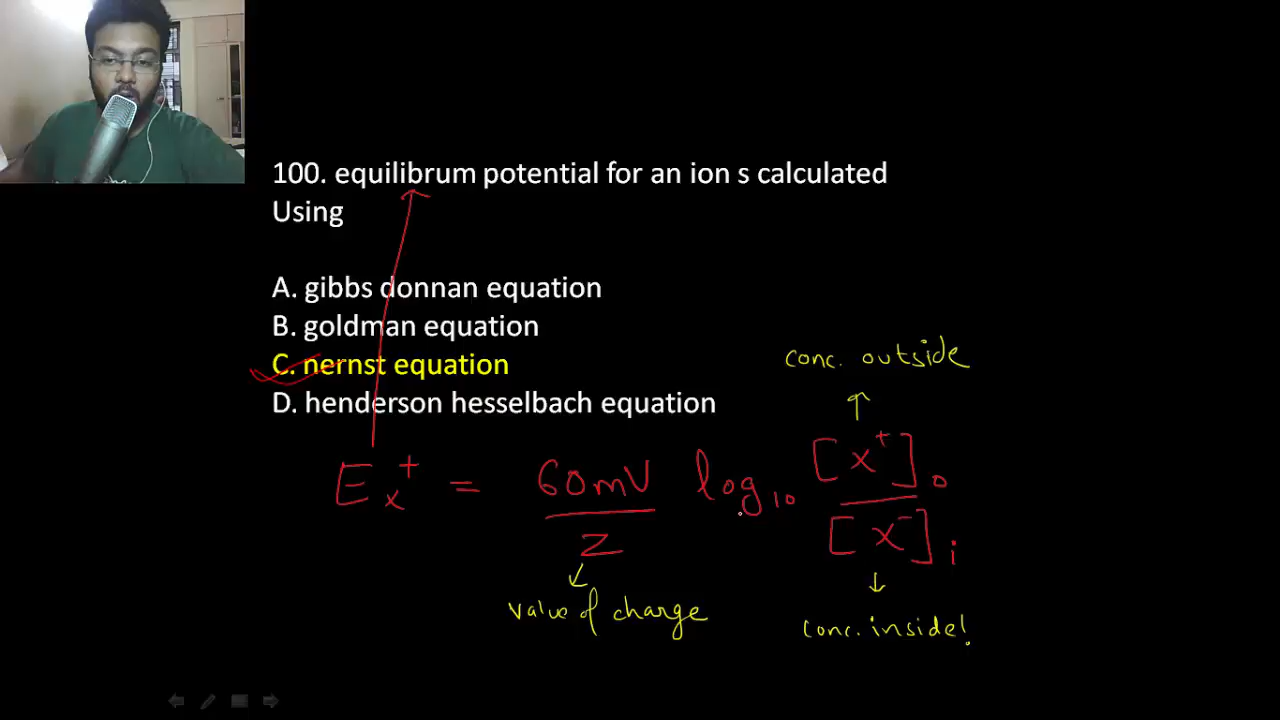 100. equilibrum potential for an ion s calculated
Using
A. gibbs donnan equation
B. goldman equation
C. nernst equation
D. henderson hesselbach equation
conc. outside
Ex+ = 60mV/z log10 [x+]o/[x-]i
value of charge
conc. inside!